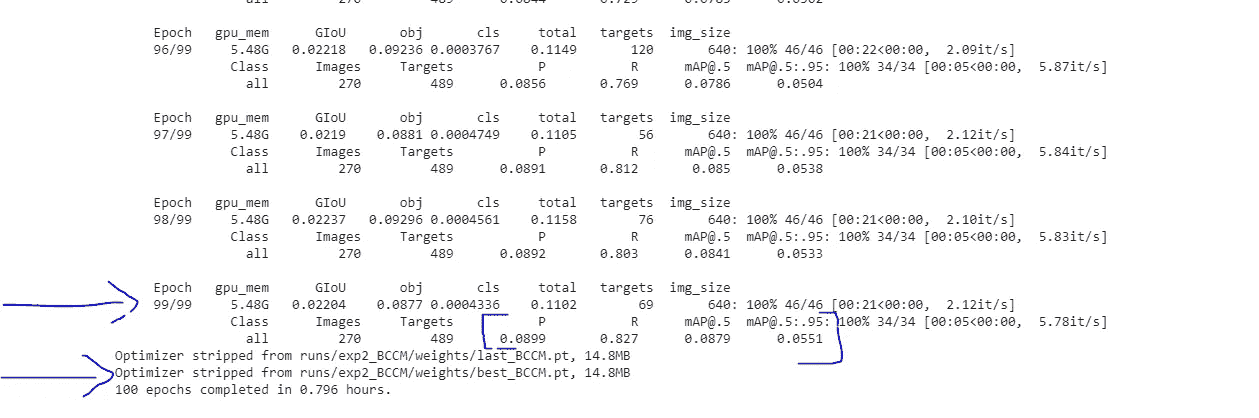 all 270 489 0.0844 0.729 0.0785 0.0502
Epoch gpu_mem GIoU obj cls total targets img_size
96/99 5.48G 0.02218 0.09236 0.0003767 0.1149 120 640: 100% 46/46 [00:22<00:00, 2.09it/s]
Class Images Targets P R mAP@.5 mAP@.5:.95: 100% 34/34 [00:05<00:00, 5.87it/s]
all 270 489 0.0856 0.769 0.0786 0.0504
Epoch gpu_mem GIoU obj cls total targets img_size
97/99 5.48G 0.0219 0.0881 0.0004749 0.1105 56 640: 100% 46/46 [00:21<00:00, 2.12it/s]
Class Images Targets P R mAP@.5 mAP@.5:.95: 100% 34/34 [00:05<00:00, 5.84it/s]
all 270 489 0.0891 0.812 0.085 0.0538
Epoch gpu_mem GIoU obj cls total targets img_size
98/99 5.48G 0.02237 0.09296 0.0004561 0.1158 76 640: 100% 46/46 [00:21<00:00, 2.10it/s]
Class Images Targets P R mAP@.5 mAP@.5:.95: 100% 34/34 [00:05<00:00, 5.83it/s]
all 270 489 0.0892 0.803 0.0841 0.0533
Epoch gpu_mem GIoU obj cls total targets img_size
99/99 5.48G 0.02204 0.0877 0.0004336 0.1102 69 640: 100% 46/46 [00:21<00:00, 2.12it/s]
Class Images Targets P R mAP@.5 mAP@.5:.95: 100% 34/34 [00:05<00:00, 5.78it/s]
all 270 489 0.0899 0.827 0.0879 0.0551
Optimizer stripped from runs/exp2_BCCM/weights/last_BCCM.pt, 14.8MB
Optimizer stripped from runs/exp2_BCCM/weights/best_BCCM.pt, 14.8MB
100 epochs completed in 0.796 hours.